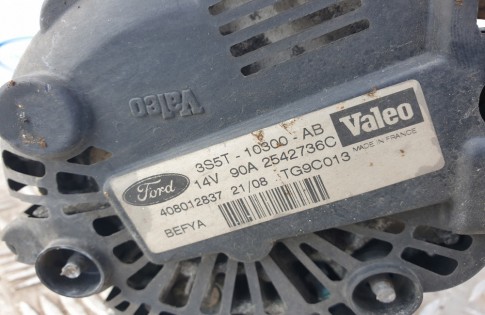 Valeo
3S5T - 10300 - AB
Valeo
14V 90A 2542736C
MADE IN FRANCE
Ford
408012837 21/08 TG9C013
BEFYA